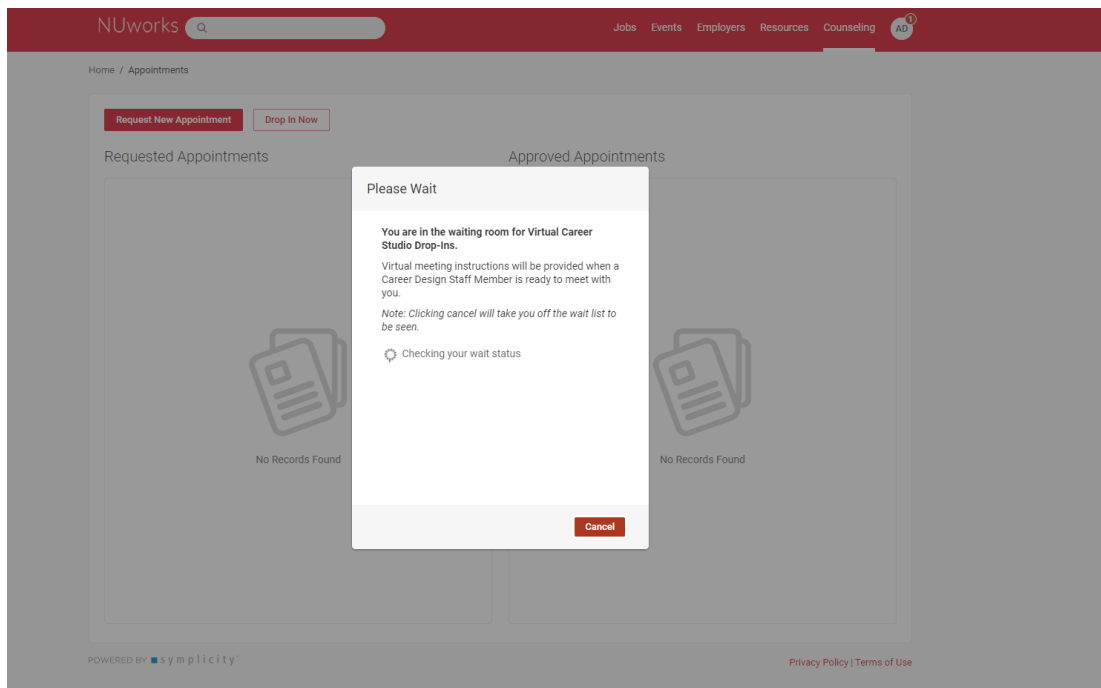 NUworks
Jobs Events Employers Resources Counseling AD 1
Home / Appointments
Request New Appointment Drop In Now
Requested Appointments Approved Appointments
Please Wait
You are in the waiting room for Virtual Career
Studio Drop-Ins.
Virtual meeting instructions will be provided when a
Career Design Staff Member is ready to meet with
you.
Note: Clicking cancel will take you off the wait list to
be seen.
Checking your wait status
No Records Found No Records Found
Cancel
POWERED BY symplicity
Privacy Policy | Terms of Use